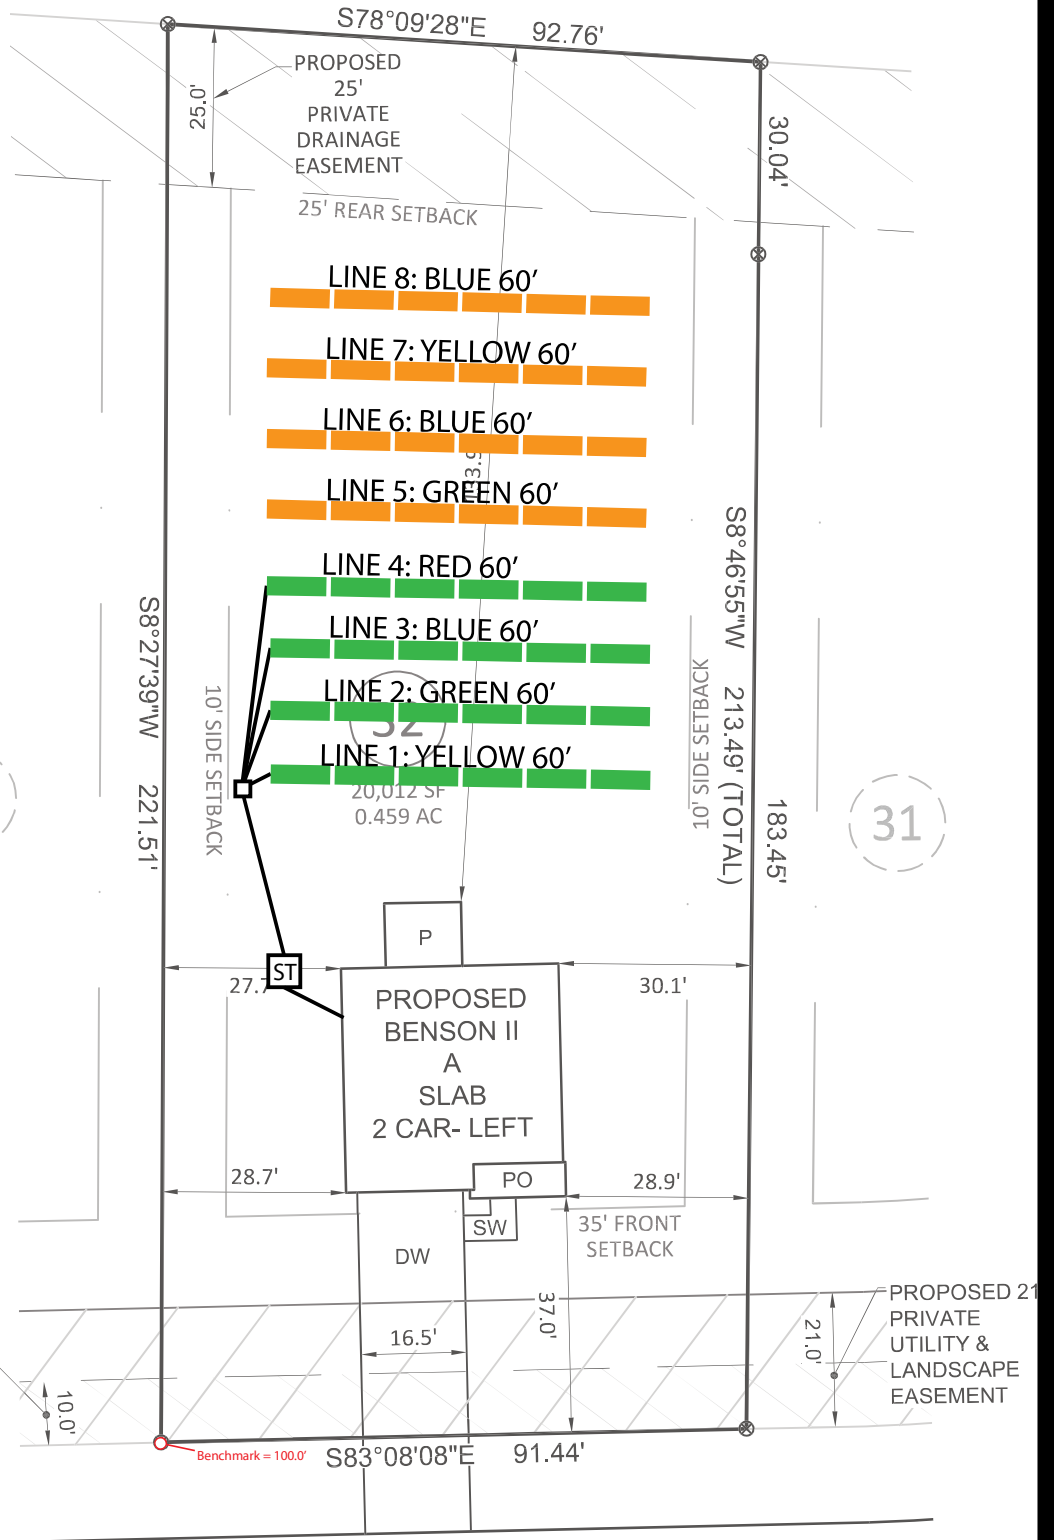 S78°09'28"E 92.76'
PROPOSED
25'
PRIVATE
DRAINAGE
EASEMENT
25.0'
30.04'
25' REAR SETBACK
LINE 8: BLUE 60’
LINE 7: YELLOW 60’
LINE 6: BLUE 60’
LINE 5: GREEN 60’
LINE 4: RED 60’
LINE 3: BLUE 60’
LINE 2: GREEN 60’
32
LINE 1: YELLOW 60’
20,012 SF
0.459 AC
S8°27'39"W 221.51'
10' SIDE SETBACK
10' SIDE SETBACK
S8°46'55"W 213.49' (TOTAL)
183.45'
31
P
ST
27.7
30.1'
PROPOSED
BENSON II
A
SLAB
2 CAR- LEFT
28.7'
PO
28.9'
SW
35' FRONT
SETBACK
DW
37.0'
16.5'
21.0'
PROPOSED 21
PRIVATE
UTILITY &
LANDSCAPE
EASEMENT
10.0'
Benchmark = 100.0'
S83°08'08"E 91.44'